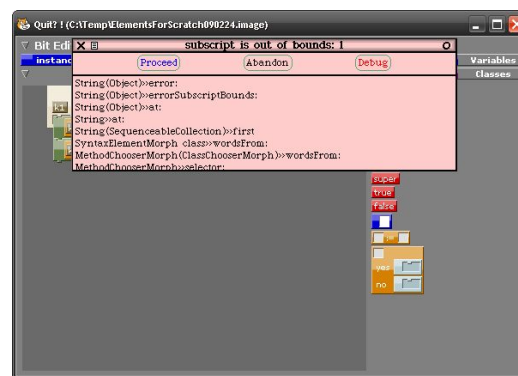 Quit? ! (C:\Temp\ElementsForScratch090224.image)
Bit Edi
subscript is out of bounds: 1
instanc
Proceed
Abandon
Debug
Variables
Classes
String(Object)>>error:
String(Object)>>errorSubscriptBounds:
String(Object)>>at:
String>>at:
String(SequenceableCollection)>>first
SyntaxElementMorph class>>wordsFrom:
MethodChooserMorph(ClassChooserMorph)>>wordsFrom:
MethodChooserMorph>>selector:
super
true
false
yes
no